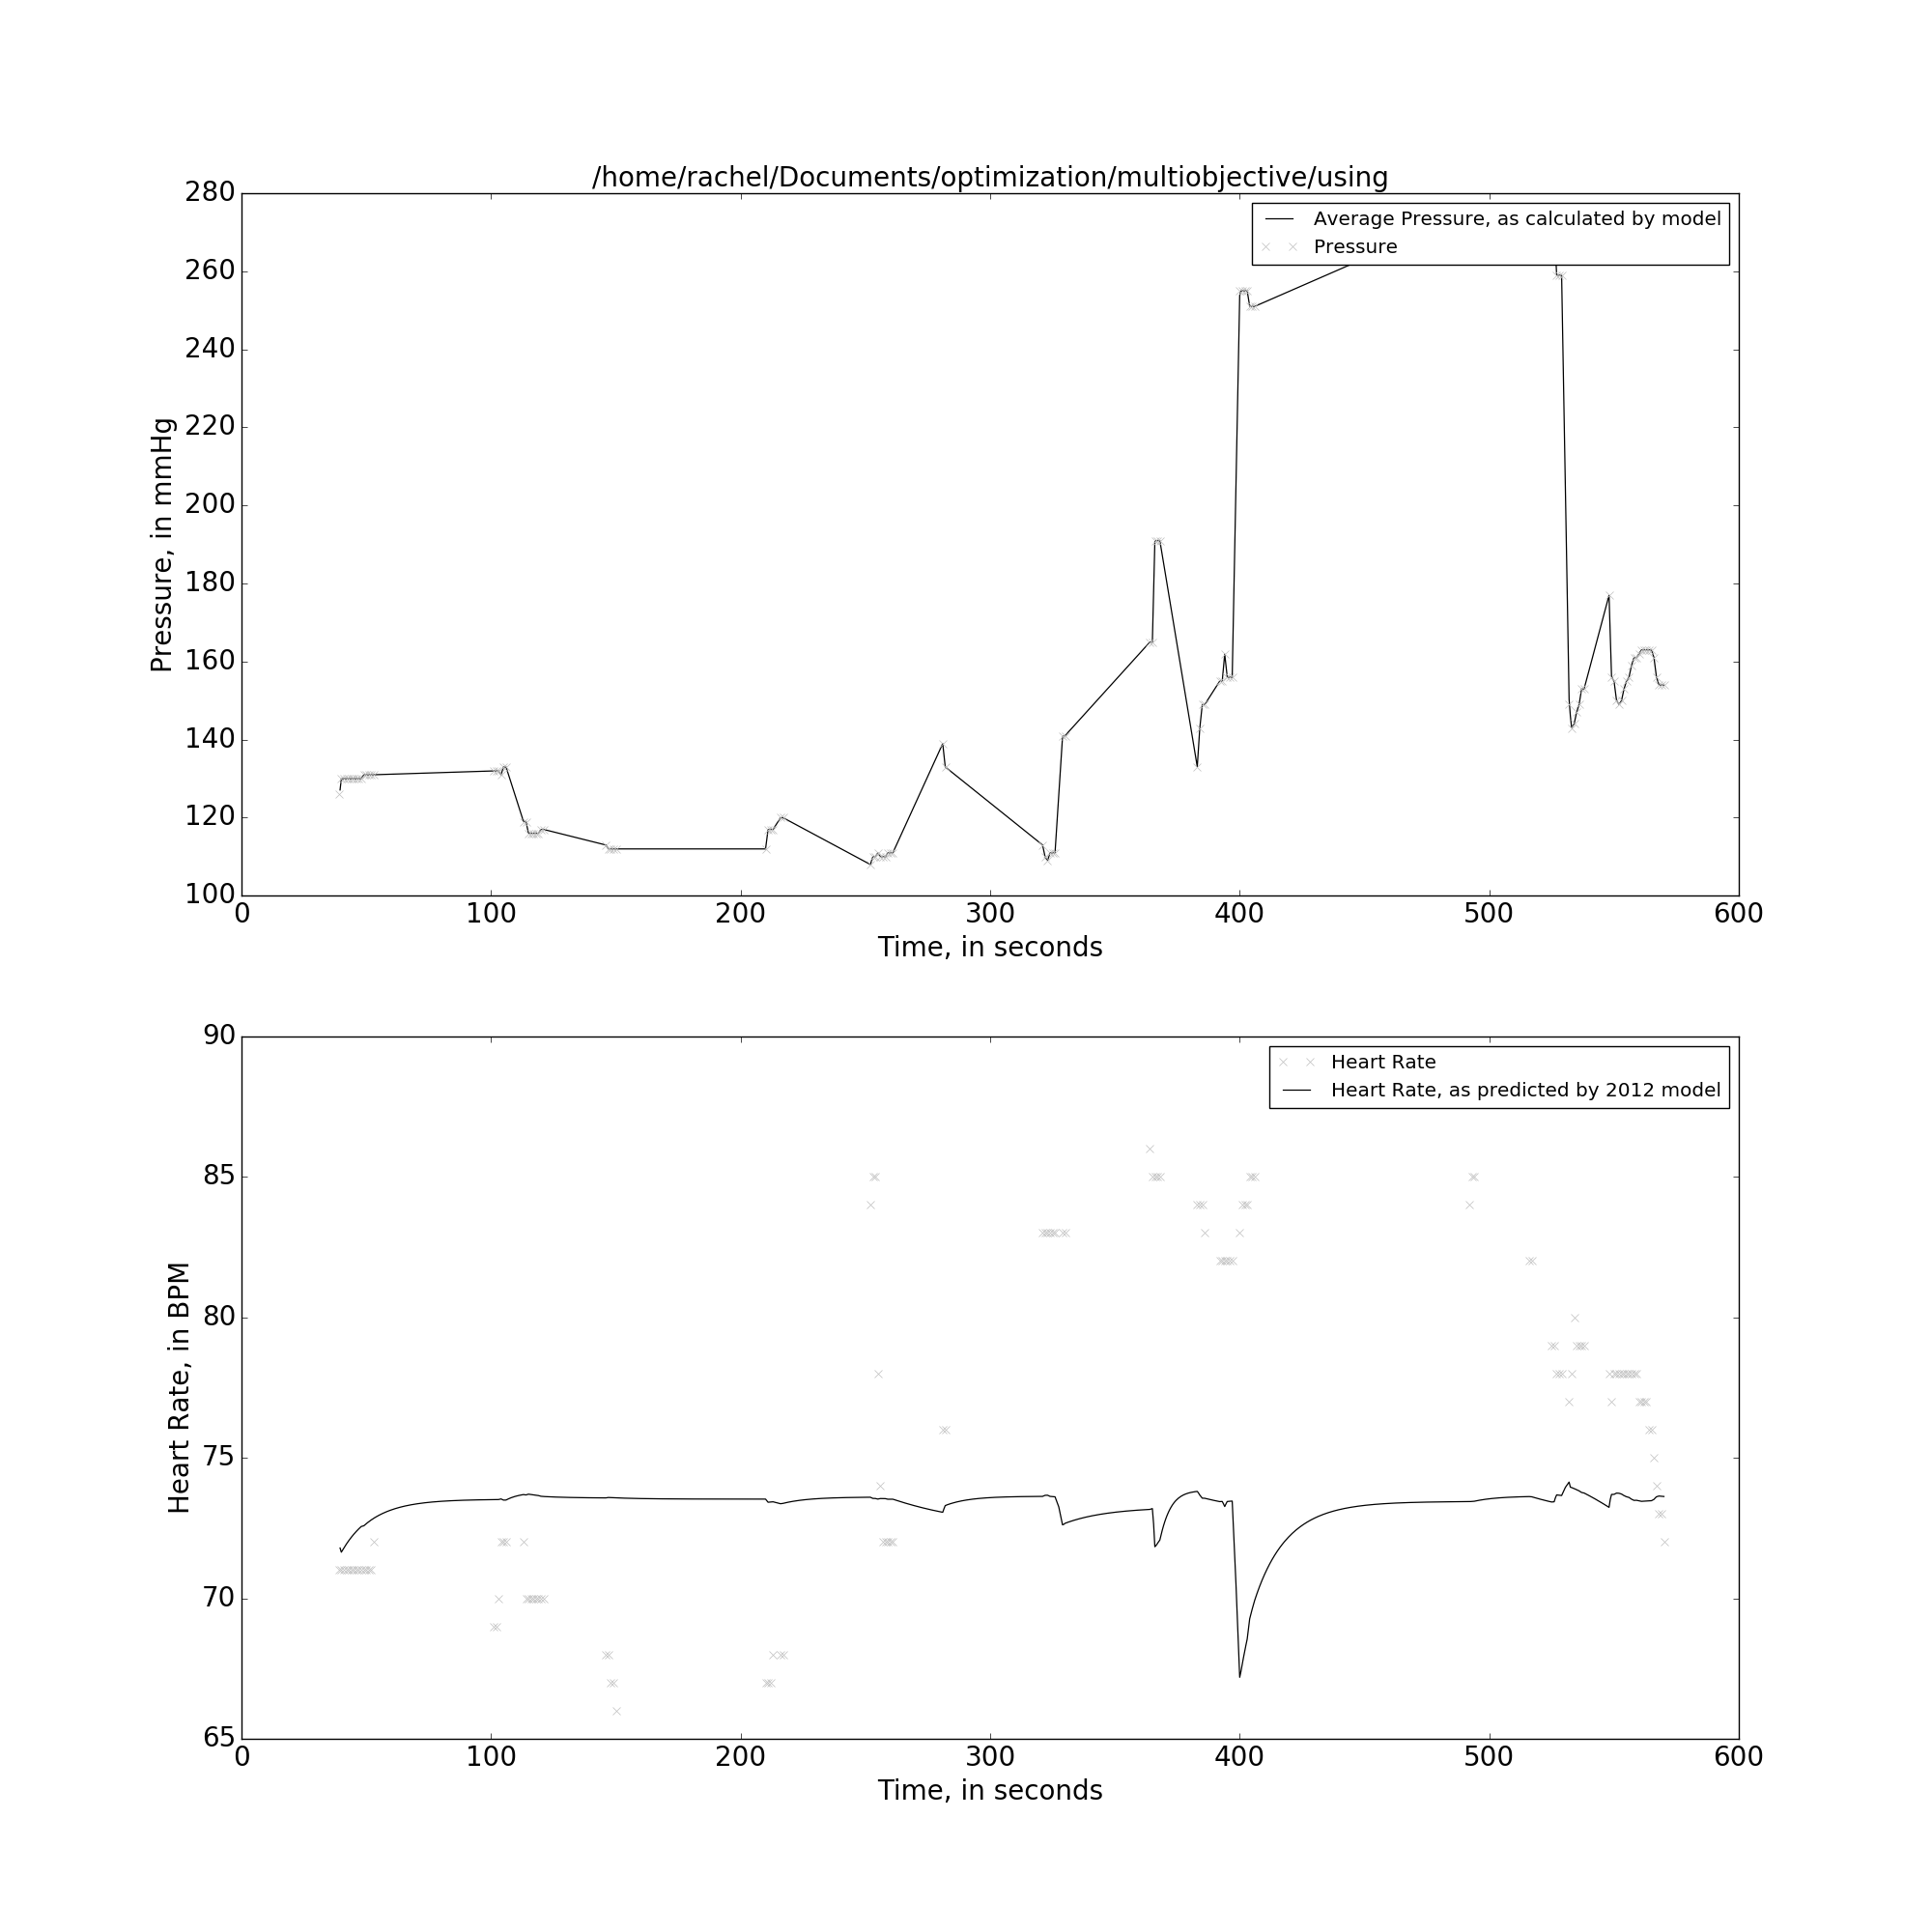 /home/rachel/Documents/optimization/multiobjective/using
280
260
240
220
200
180
160
140
120
100
Pressure, in mmHg
Average Pressure, as calculated by model
Pressure
0 100 200 300 400 500 600
Time, in seconds
90
85
80
75
70
65
Heart Rate, in BPM
Heart Rate
Heart Rate, as predicted by 2012 model
0 100 200 300 400 500 600
Time, in seconds